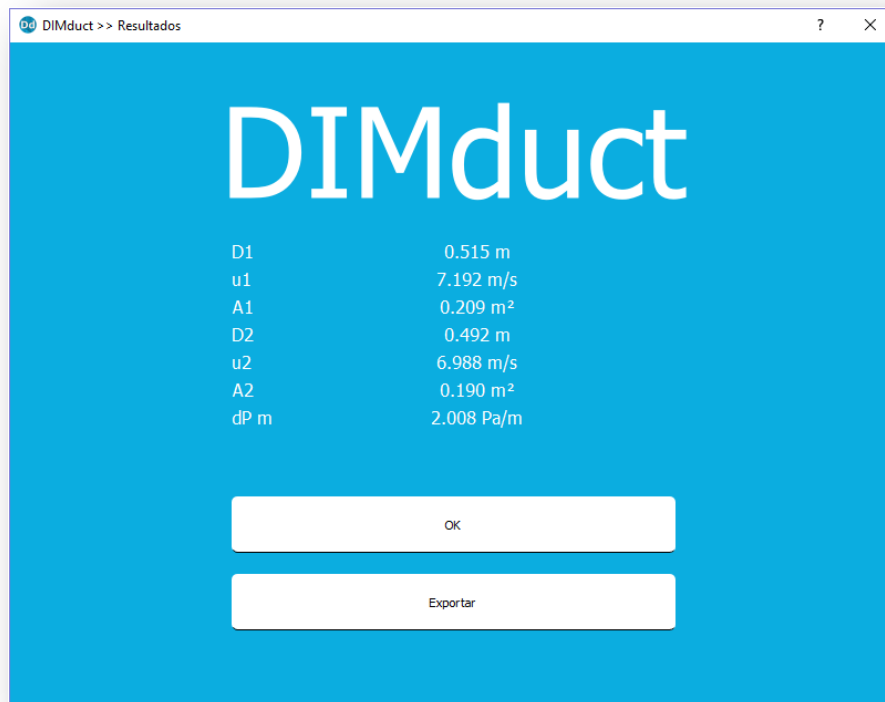 Dd DIMduct >> Resultados ?
DIMduct
D1 0.515 m
u1 7.192 m/s
A1 0.209 m²
D2 0.492 m
u2 6.988 m/s
A2 0.190 m²
dP m 2.008 Pa/m
OK
Exportar